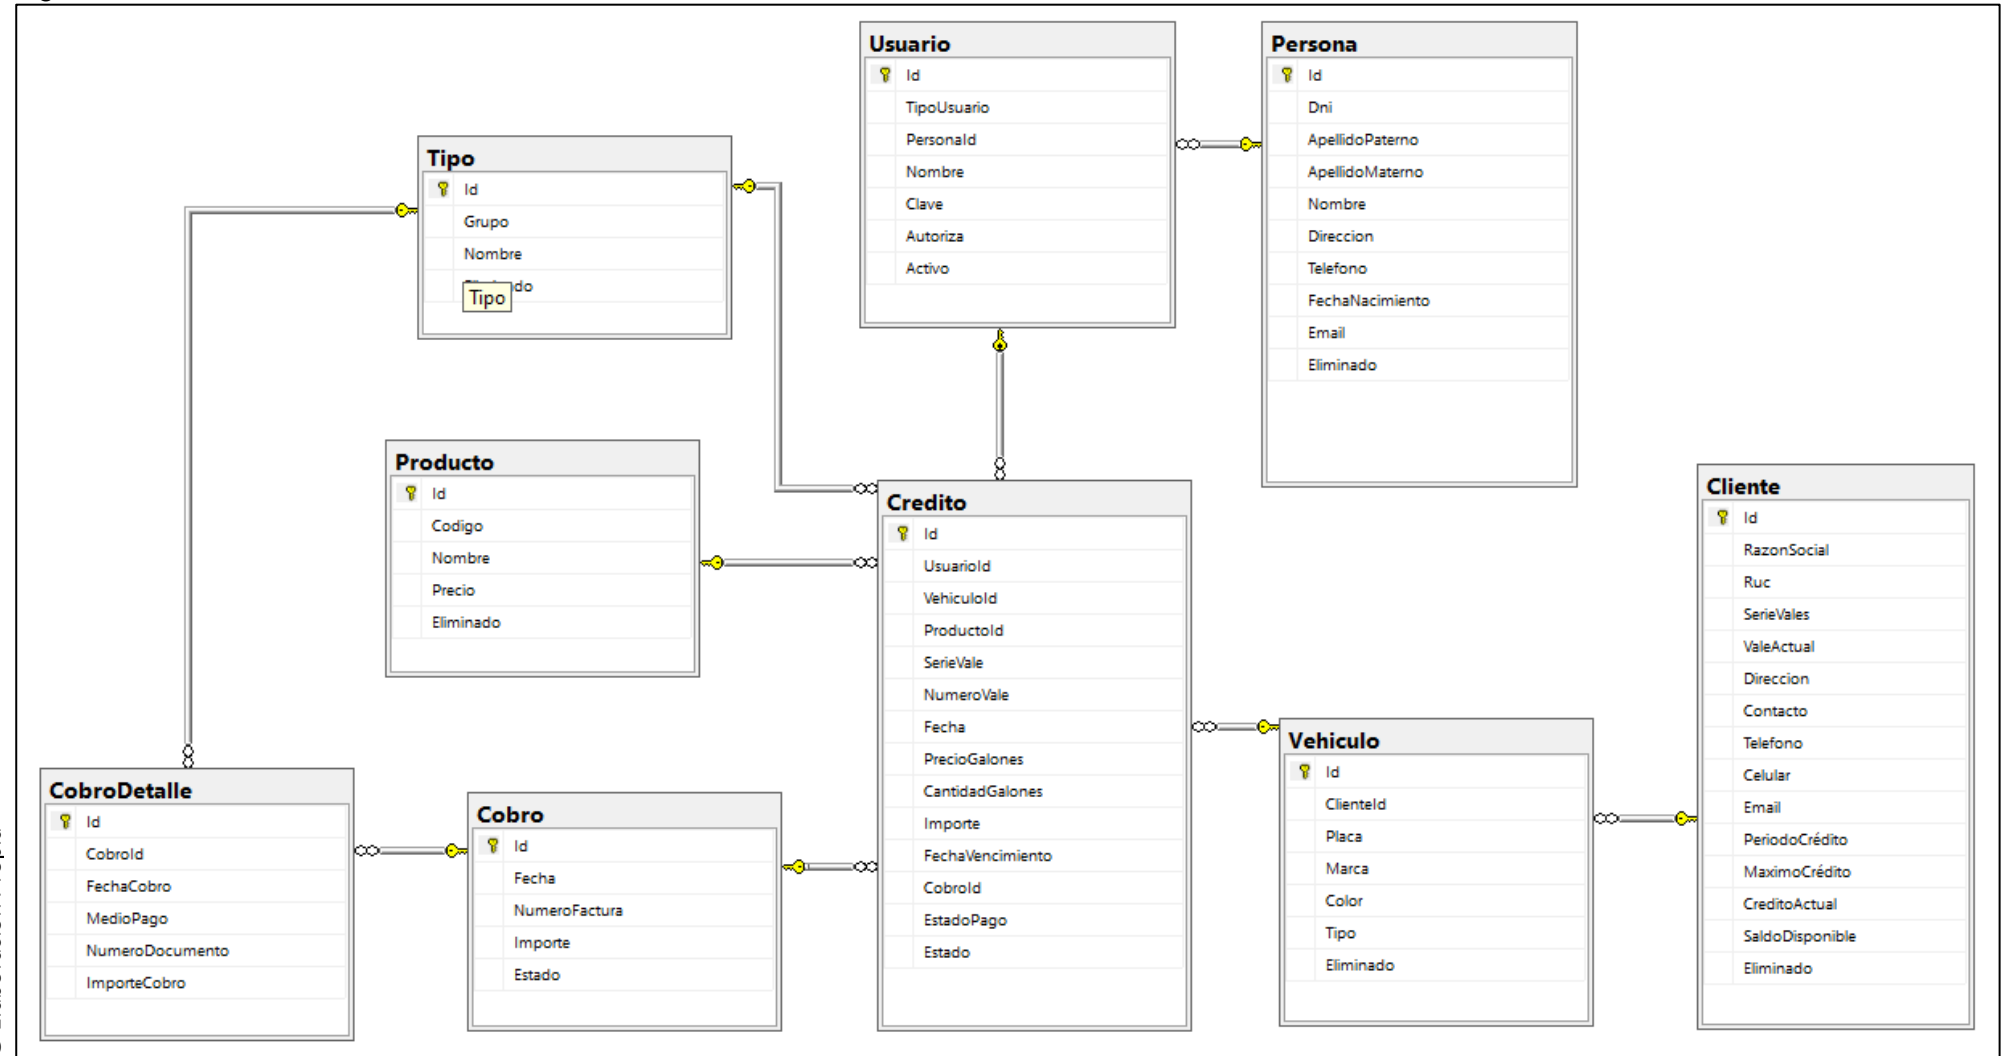 Usuario
Id
TipoUsuario
PersonaId
Nombre
Clave
Autoriza
Activo
Persona
Id
Dni
ApellidoPaterno
ApellidoMaterno
Nombre
Direccion
Telefono
FechaNacimiento
Email
Eliminado
Tipo
Id
Grupo
Nombre
Tipo
Producto
Id
Codigo
Nombre
Precio
Eliminado
Credito
Id
UsuarioId
VehiculoId
ProductoId
SerieVale
NumeroVale
Fecha
PrecioGalones
CantidadGalones
Importe
FechaVencimiento
CobroId
EstadoPago
Estado
Cliente
Id
RazonSocial
Ruc
SerieVales
ValeActual
Direccion
Contacto
Telefono
Celular
Email
PeriodoCrédito
MaximoCrédito
CreditoActual
SaldoDisponible
Eliminado
Vehiculo
Id
ClienteId
Placa
Marca
Color
Tipo
Eliminado
CobroDetalle
Id
CobroId
FechaCobro
MedioPago
NumeroDocumento
ImporteCobro
Cobro
Id
Fecha
NumeroFactura
Importe
Estado